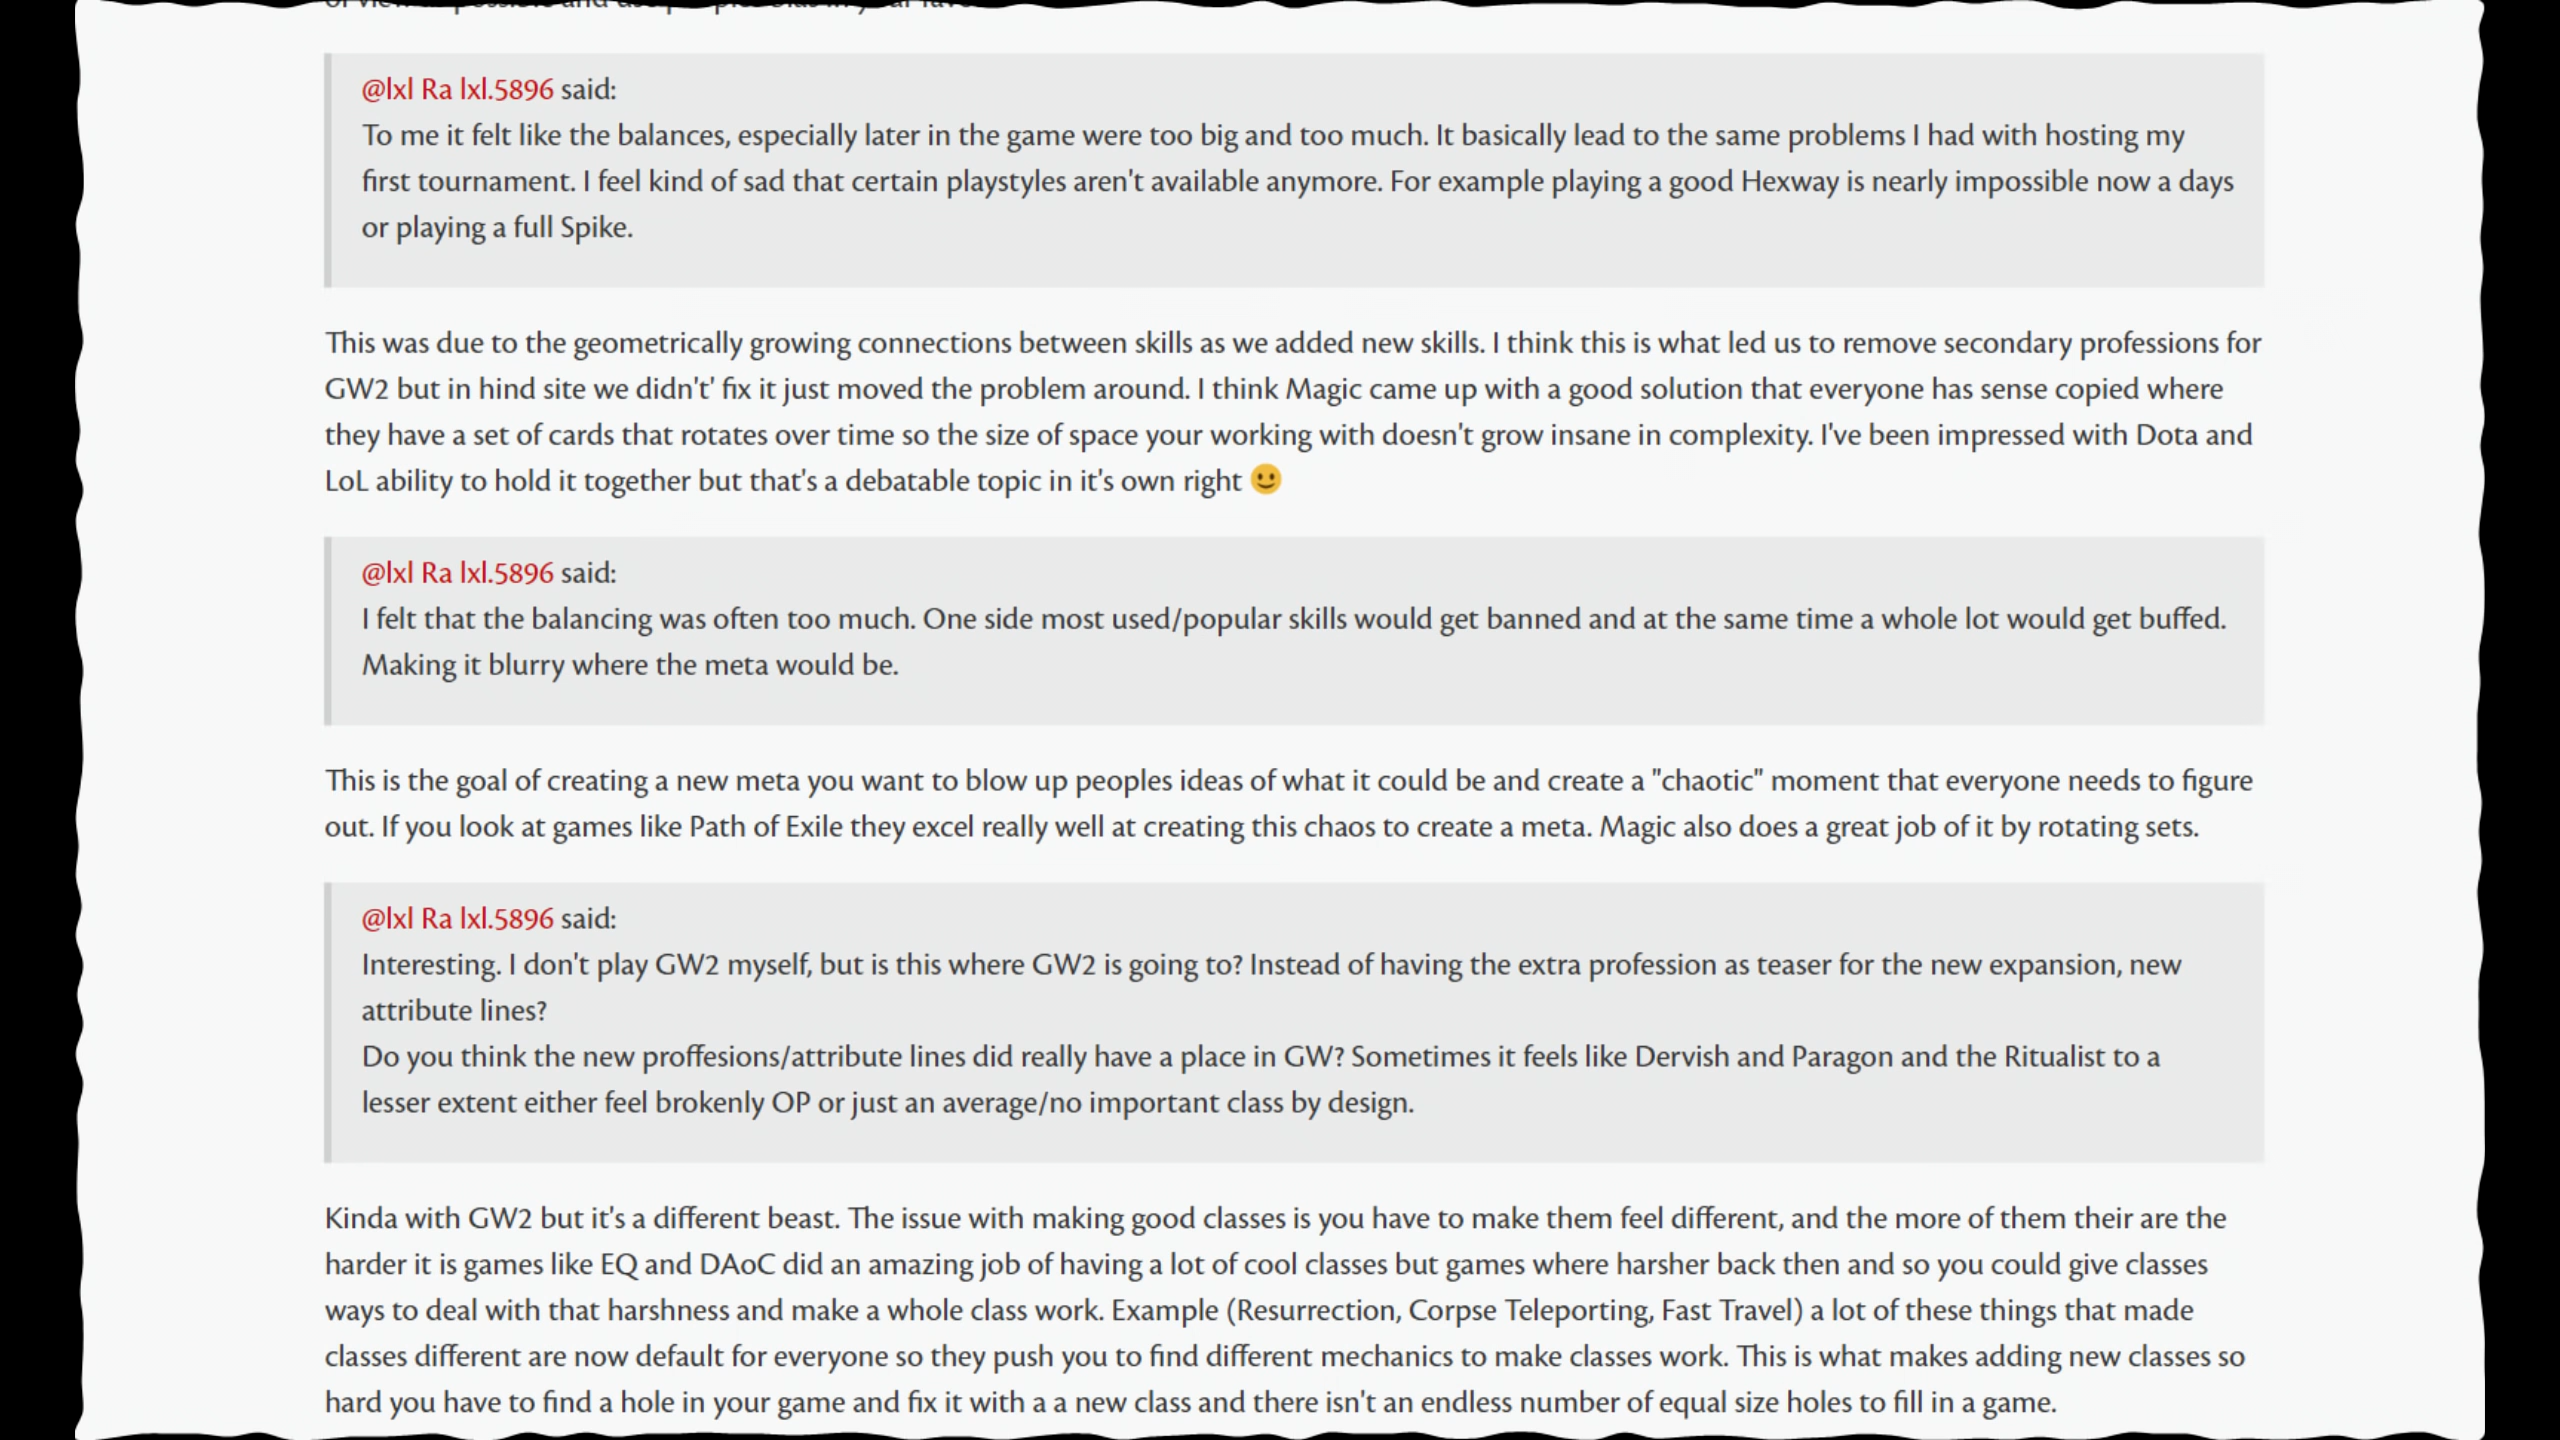 @lxl Ra lxl.5896 said:
To me it felt like the balances, especially later in the game were too big and too much. It basically lead to the same problems I had with hosting my
first tournament. I feel kind of sad that certain playstyles aren't available anymore. For example playing a good Hexway is nearly impossible now a days
or playing a full Spike.
This was due to the geometrically growing connections between skills as we added new skills. I think this is what led us to remove secondary professions for
GW2 but in hind site we didn't' fix it just moved the problem around. I think Magic came up with a good solution that everyone has sense copied where
they have a set of cards that rotates over time so the size of space your working with doesn't grow insane in complexity. I've been impressed with Dota and
LoL ability to hold it together but that's a debatable topic in it's own right 🙂
@lxl Ra lxl.5896 said:
I felt that the balancing was often too much. One side most used/popular skills would get banned and at the same time a whole lot would get buffed.
Making it blurry where the meta would be.
This is the goal of creating a new meta you want to blow up peoples ideas of what it could be and create a "chaotic" moment that everyone needs to figure
out. If you look at games like Path of Exile they excel really well at creating this chaos to create a meta. Magic also does a great job of it by rotating sets.
@lxl Ra lxl.5896 said:
Interesting. I don't play GW2 myself, but is this where GW2 is going to? Instead of having the extra profession as teaser for the new expansion, new
attribute lines?
Do you think the new proffesions/attribute lines did really have a place in GW? Sometimes it feels like Dervish and Paragon and the Ritualist to a
lesser extent either feel brokenly OP or just an average/no important class by design.
Kinda with GW2 but it's a different beast. The issue with making good classes is you have to make them feel different, and the more of them their are the
harder it is games like EQ and DAoC did an amazing job of having a lot of cool classes but games where harsher back then and so you could give classes
ways to deal with that harshness and make a whole class work. Example (Resurrection, Corpse Teleporting, Fast Travel) a lot of these things that made
classes different are now default for everyone so they push you to find different mechanics to make classes work. This is what makes adding new classes so
hard you have to find a hole in your game and fix it with a a new class and there isn't an endless number of equal size holes to fill in a game.